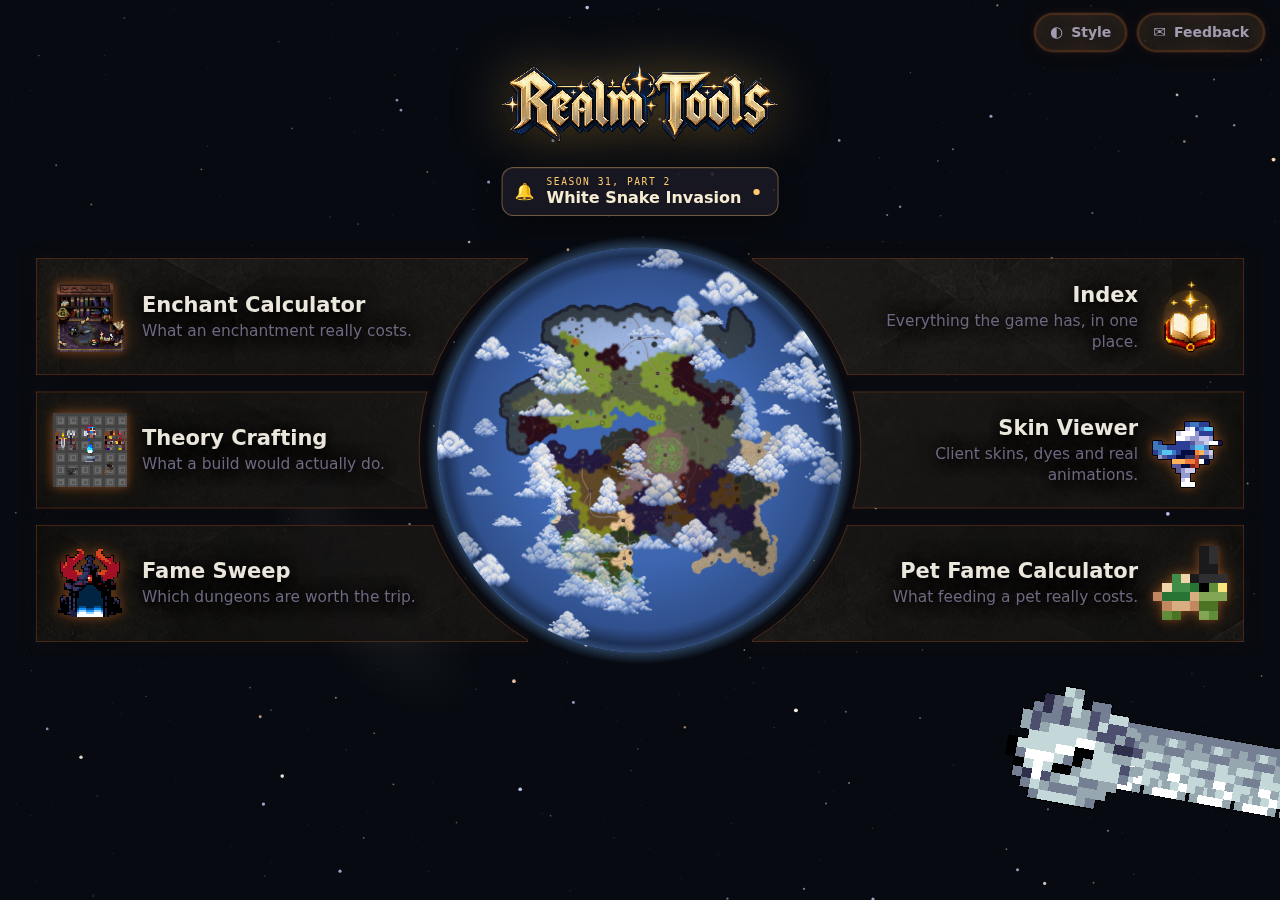 Style
Feedback
Realm Tools
SEASON 31, PART 2
White Snake Invasion
Enchant Calculator
What an enchantment really costs.
Theory Crafting
What a build would actually do.
Fame Sweep
Which dungeons are worth the trip.
Index
Everything the game has, in one
place.
Skin Viewer
Client skins, dyes and real
animations.
Pet Fame Calculator
What feeding a pet really costs.